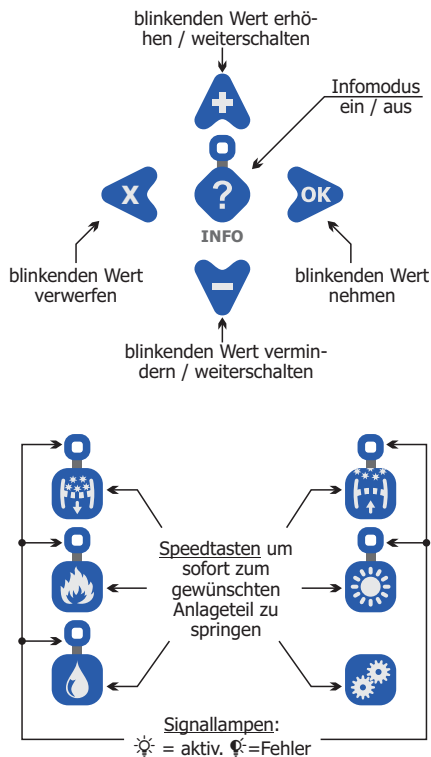 blinkenden Wert erhö-
hen / weiterschalten
Infomodus
ein / aus
X
?
OK
INFO
blinkenden Wert
verwerfen
blinkenden Wert
nehmen
blinkenden Wert vermin-
dern / weiterschalten
Speedtasten um
sofort zum
gewünschten
Anlageteil zu
springen
Signallampen:
= aktiv. =Fehler